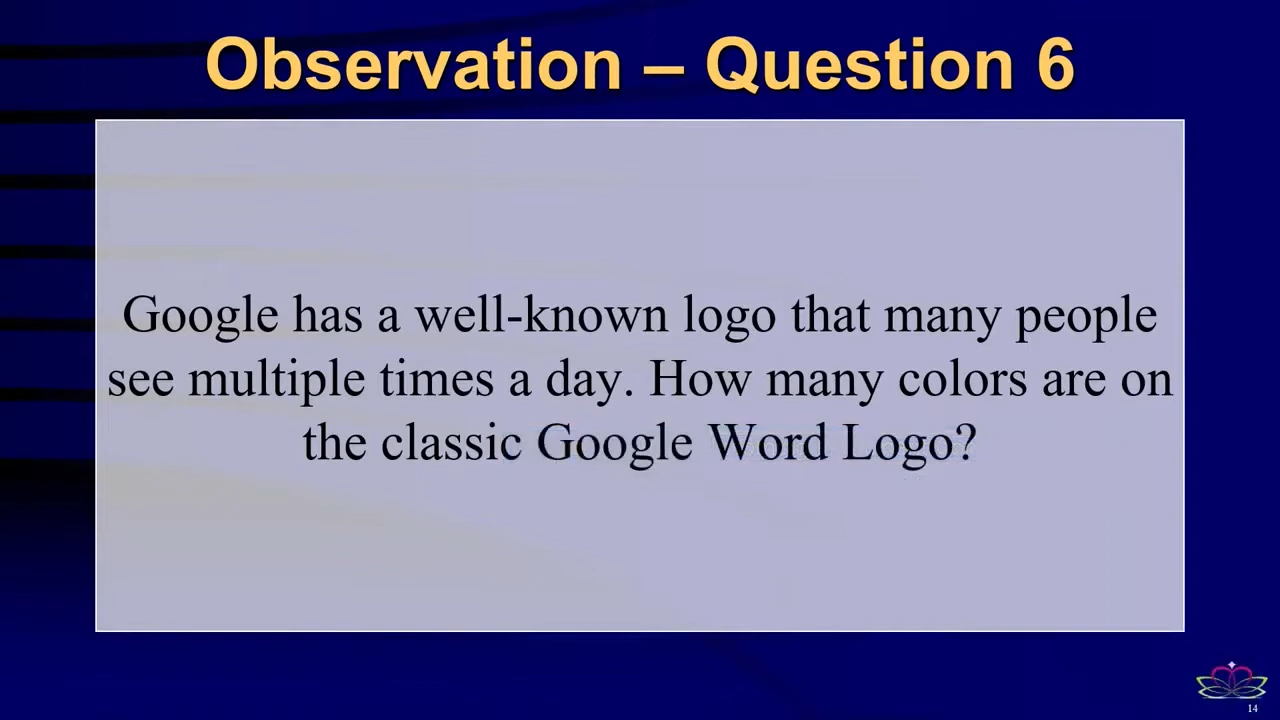 Observation – Question 6
Google has a well-known logo that many people
see multiple times a day. How many colors are on
the classic Google Word Logo?
14